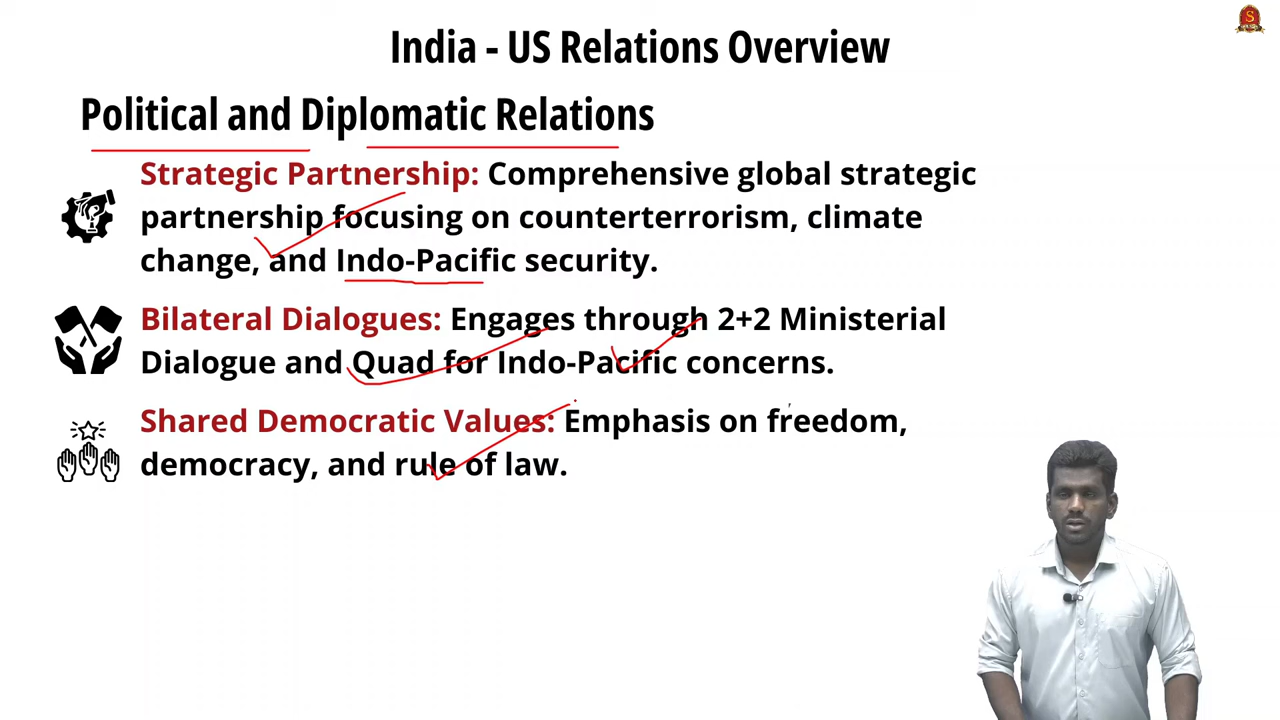 India - US Relations Overview
Political and Diplomatic Relations
Strategic Partnership: Comprehensive global strategic
partnership focusing on counterterrorism, climate
change, and Indo-Pacific security.
Bilateral Dialogues: Engages through 2+2 Ministerial
Dialogue and Quad for Indo-Pacific concerns.
Shared Democratic Values: Emphasis on freedom,
democracy, and rule of law.